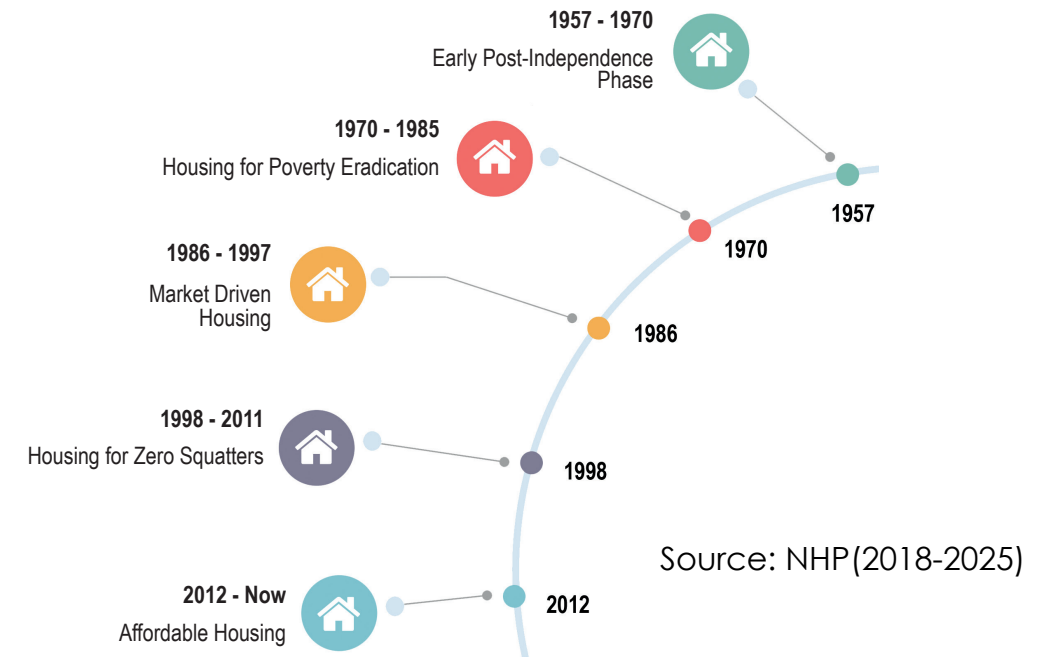 1957 - 1970
Early Post-Independence
Phase
1957
1970 - 1985
Housing for Poverty Eradication
1970
1986 - 1997
Market Driven
Housing
1986
1998 - 2011
Housing for Zero Squatters
1998
2012 - Now
Affordable Housing
2012
Source: NHP(2018-2025)